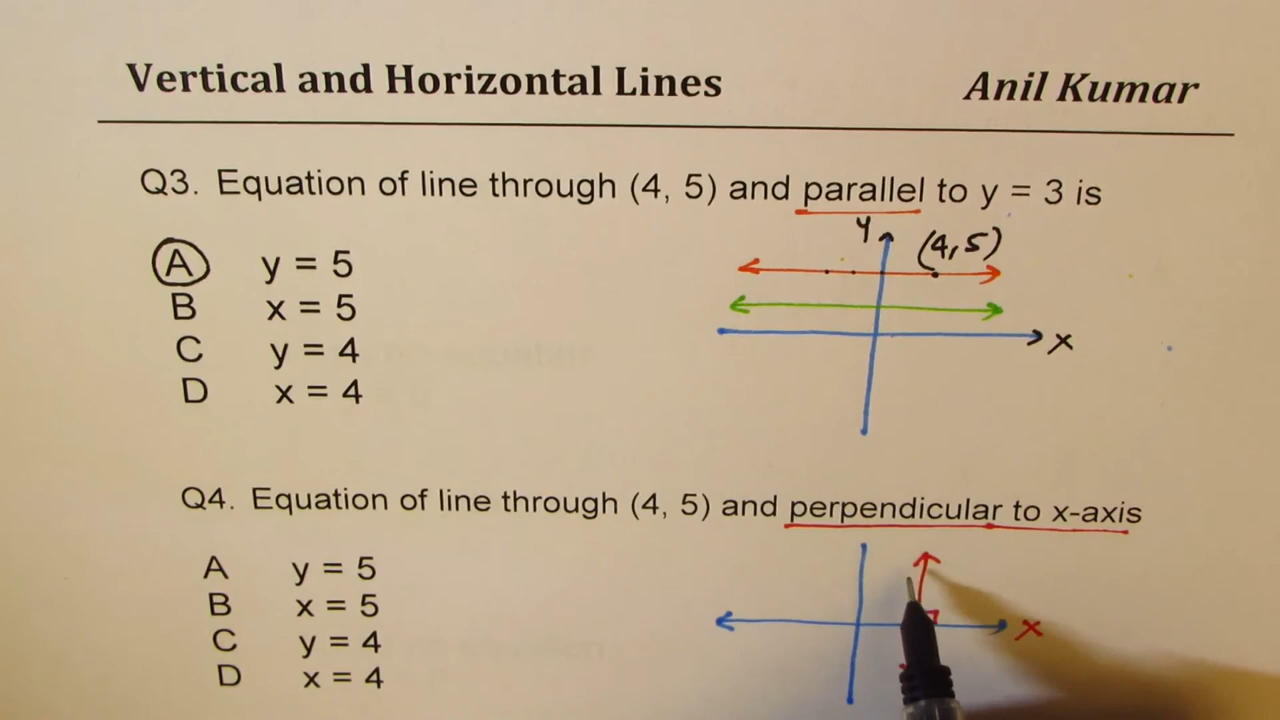 Vertical and Horizontal Lines Anil Kumar
Q3. Equation of line through (4, 5) and parallel to y = 3 is
A y = 5
B x = 5
C y = 4
D x = 4
y (4,5)
x
Q4. Equation of line through (4, 5) and perpendicular to x-axis
A y = 5
B x = 5
C y = 4
D x = 4
x